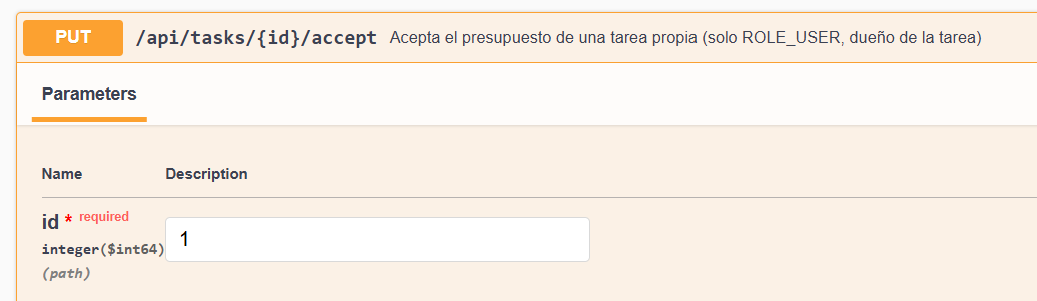 PUT /api/tasks/{id}/accept Acepta el presupuesto de una tarea propia (solo ROLE_USER, dueño de la tarea)
Parameters
Name Description
id * required
integer($int64)
(path)
1